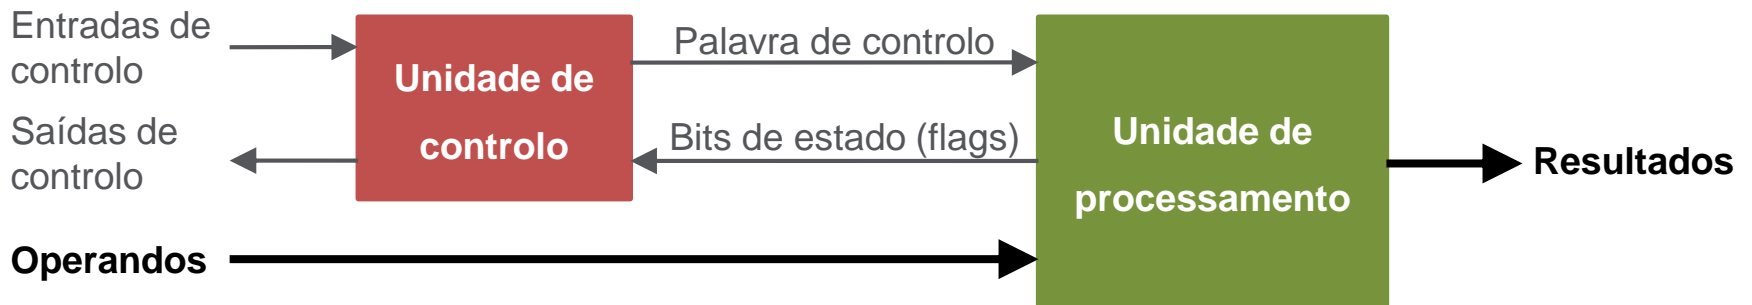 Entradas de
controlo
Saídas de
controlo
Operandos
Unidade de
controlo
Palavra de controlo
Bits de estado (flags)
Unidade de
processamento
Resultados